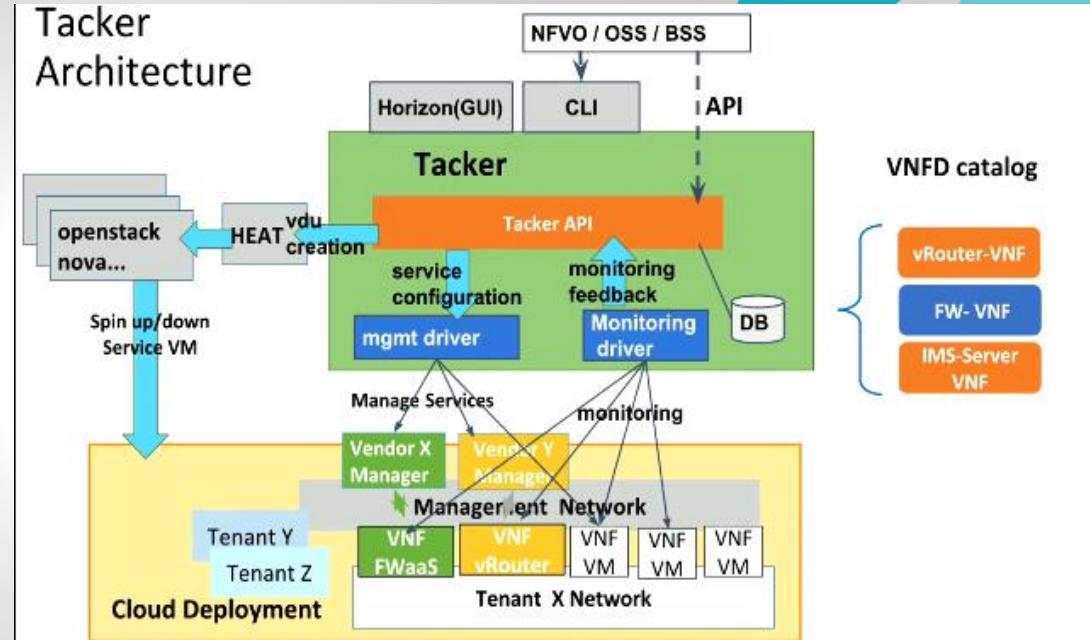 Tacker
Architecture
NFVO / OSS / BSS
Horizon(GUI)
CLI
API
Tacker
VNFD catalog
Tacker API
openstack
nova...
HEAT
vdu
creation
service
configuration
monitoring
feedback
vRouter-VNF
FW- VNF
IMS-Server
VNF
mgmt driver
Monitoring
driver
DB
Spin up/down
Service VM
Manage Services
monitoring
Vendor X
Manager
Vendor Y
Manager
Management Network
Tenant Y
Tenant Z
VNF
FWaaS
VNF
vRouter
VNF
VM
VNF
VM
VNF
VM
Tenant X Network
Cloud Deployment